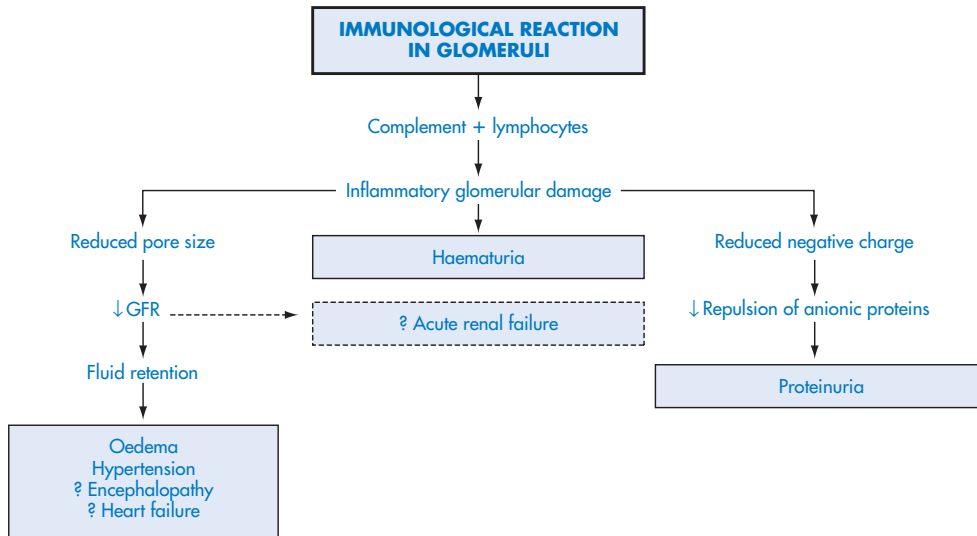 IMMUNOLOGICAL REACTION
IN GLOMERULI
Complement + lymphocytes
Inflammatory glomerular damage
Reduced pore size
Haematuria
Reduced negative charge
↓ GFR
? Acute renal failure
↓ Repulsion of anionic proteins
Fluid retention
Proteinuria
Oedema
Hypertension
? Encephalopathy
? Heart failure